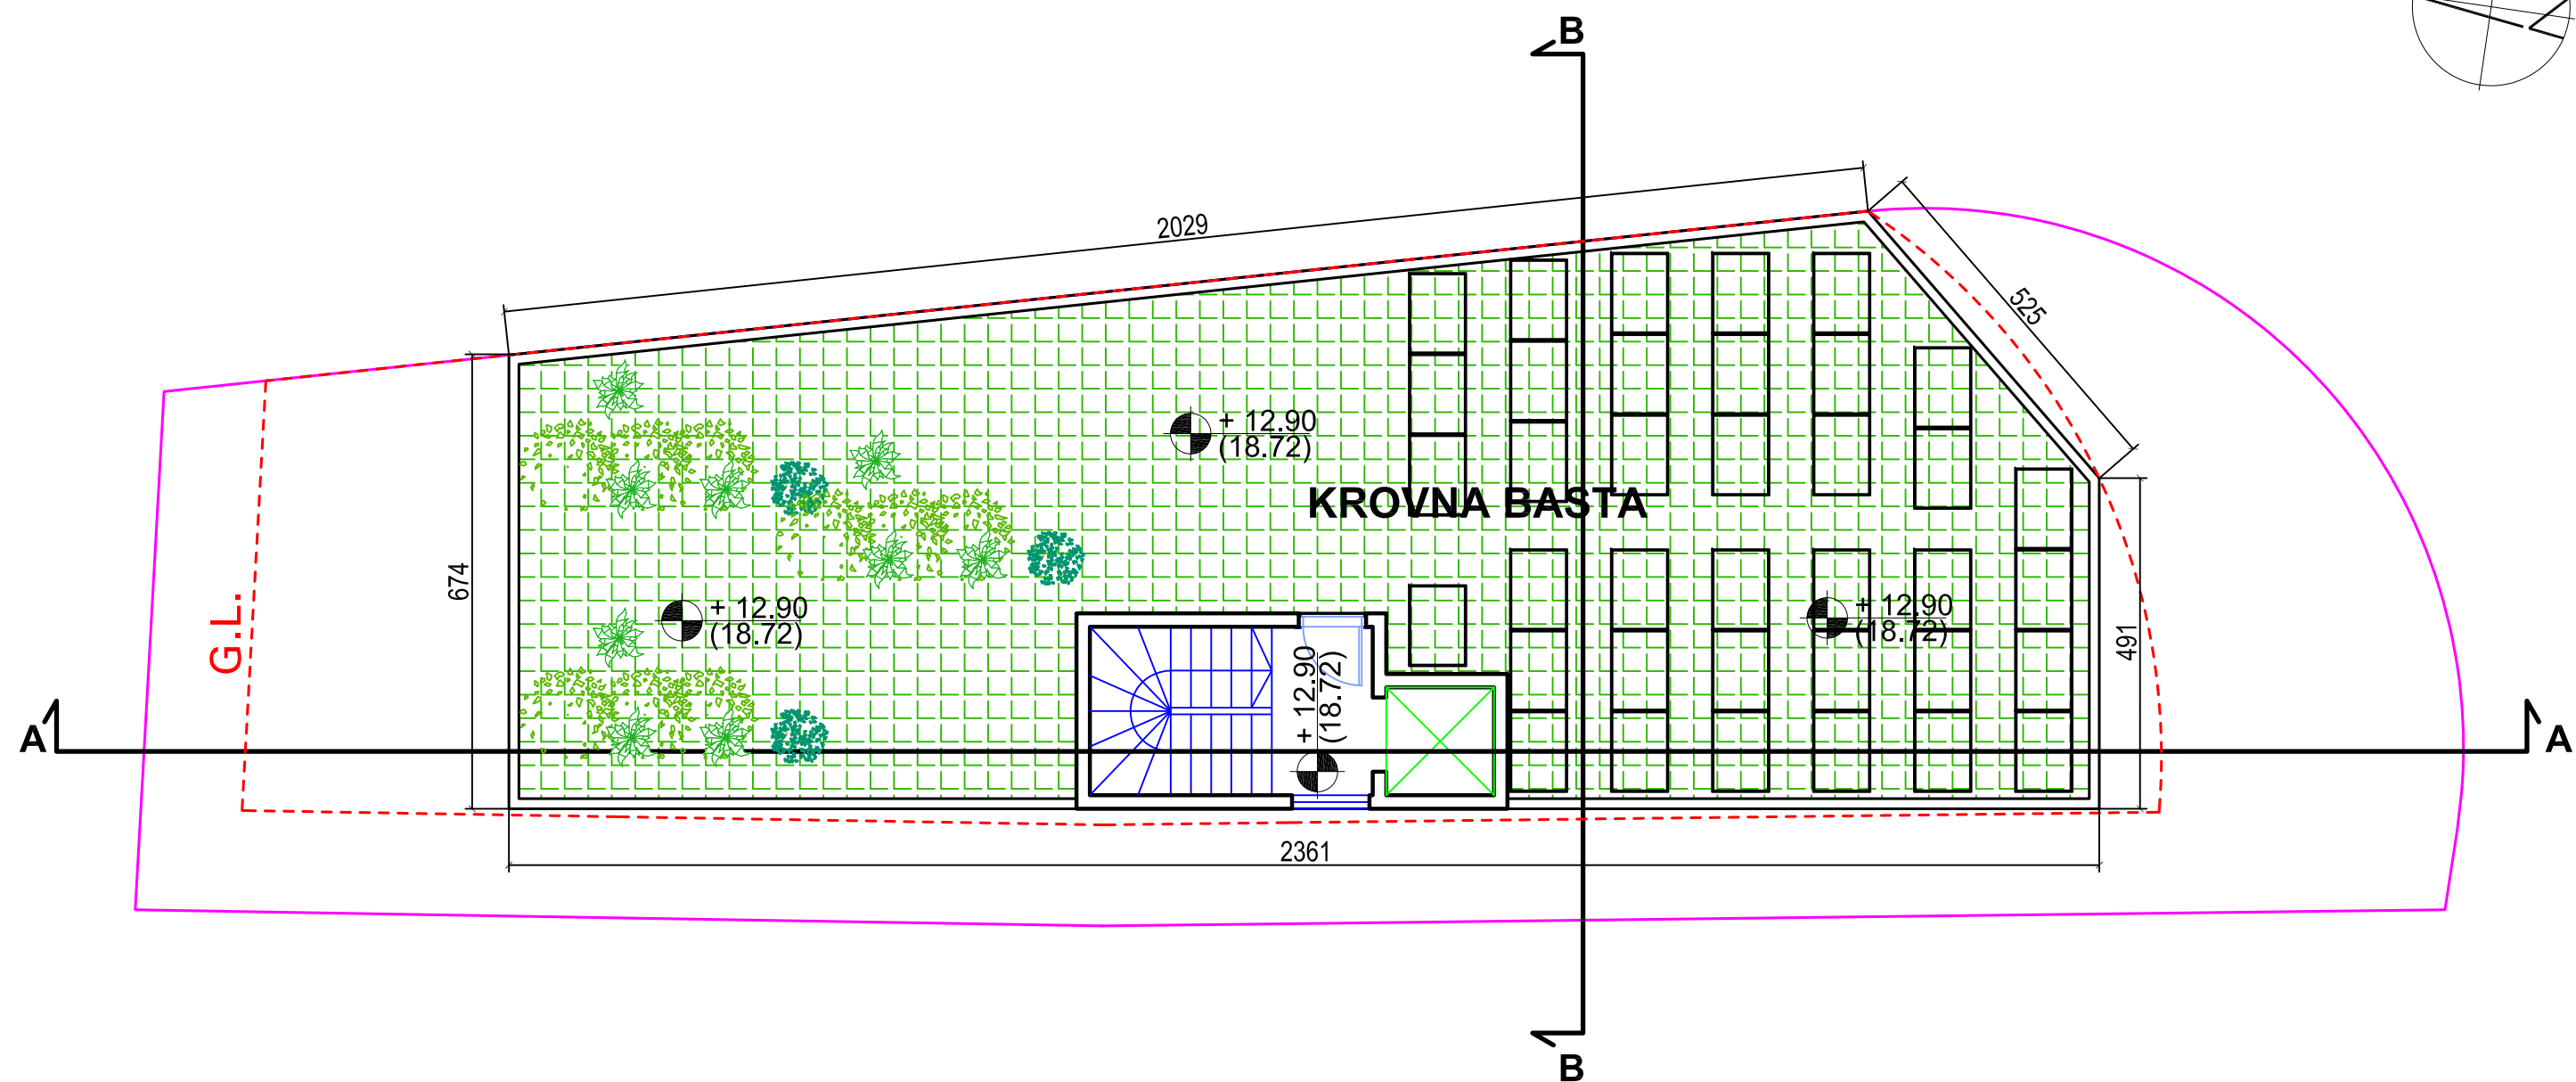 B
2029
525
+ 12.90
(18.72)
KROVNA BASTA
674
G.L.
+ 12.90
(18.72)
+ 12.90
(18.72)
+ 12.90
(18.72)
491
A
A
2361
B